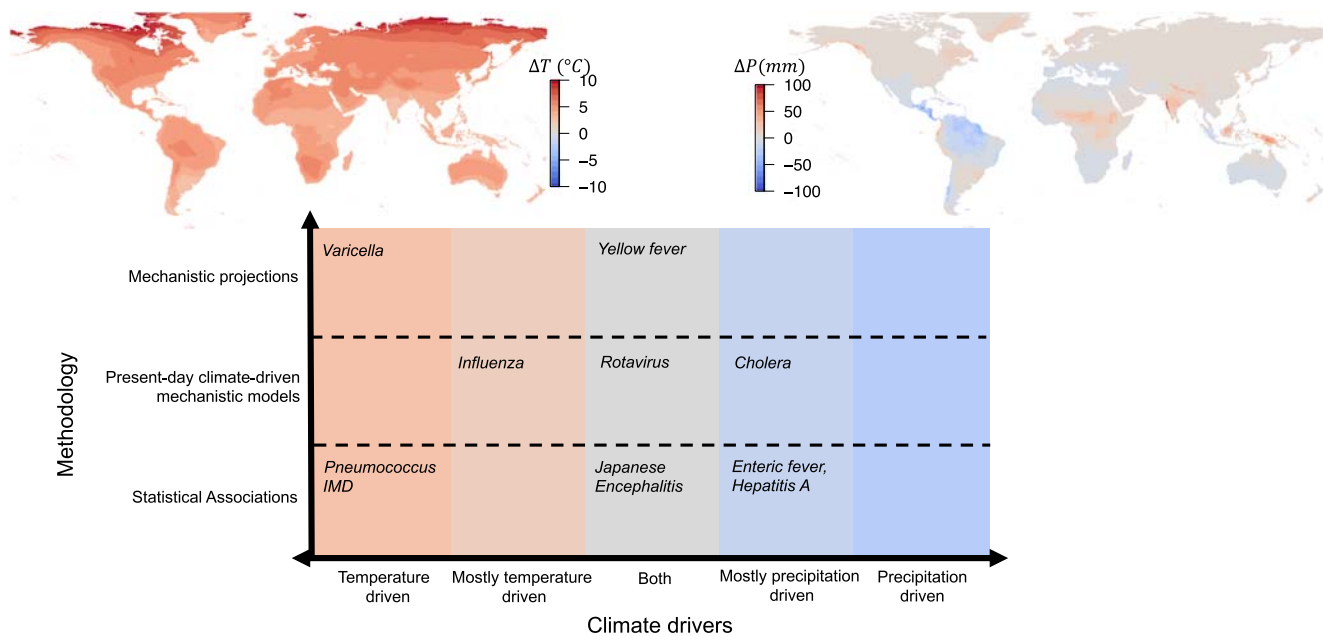 ΔT (°C)
10
5
0
−5
−10
ΔP(mm)
100
50
0
−50
−100
Methodology
Mechanistic projections
Present-day climate-driven
mechanistic models
Statistical Associations
Varicella
Yellow fever
Influenza
Rotavirus
Cholera
Pneumococcus
IMD
Japanese
Encephalitis
Enteric fever,
Hepatitis A
Temperature
driven
Mostly temperature
driven
Both
Mostly precipitation
driven
Precipitation
driven
Climate drivers